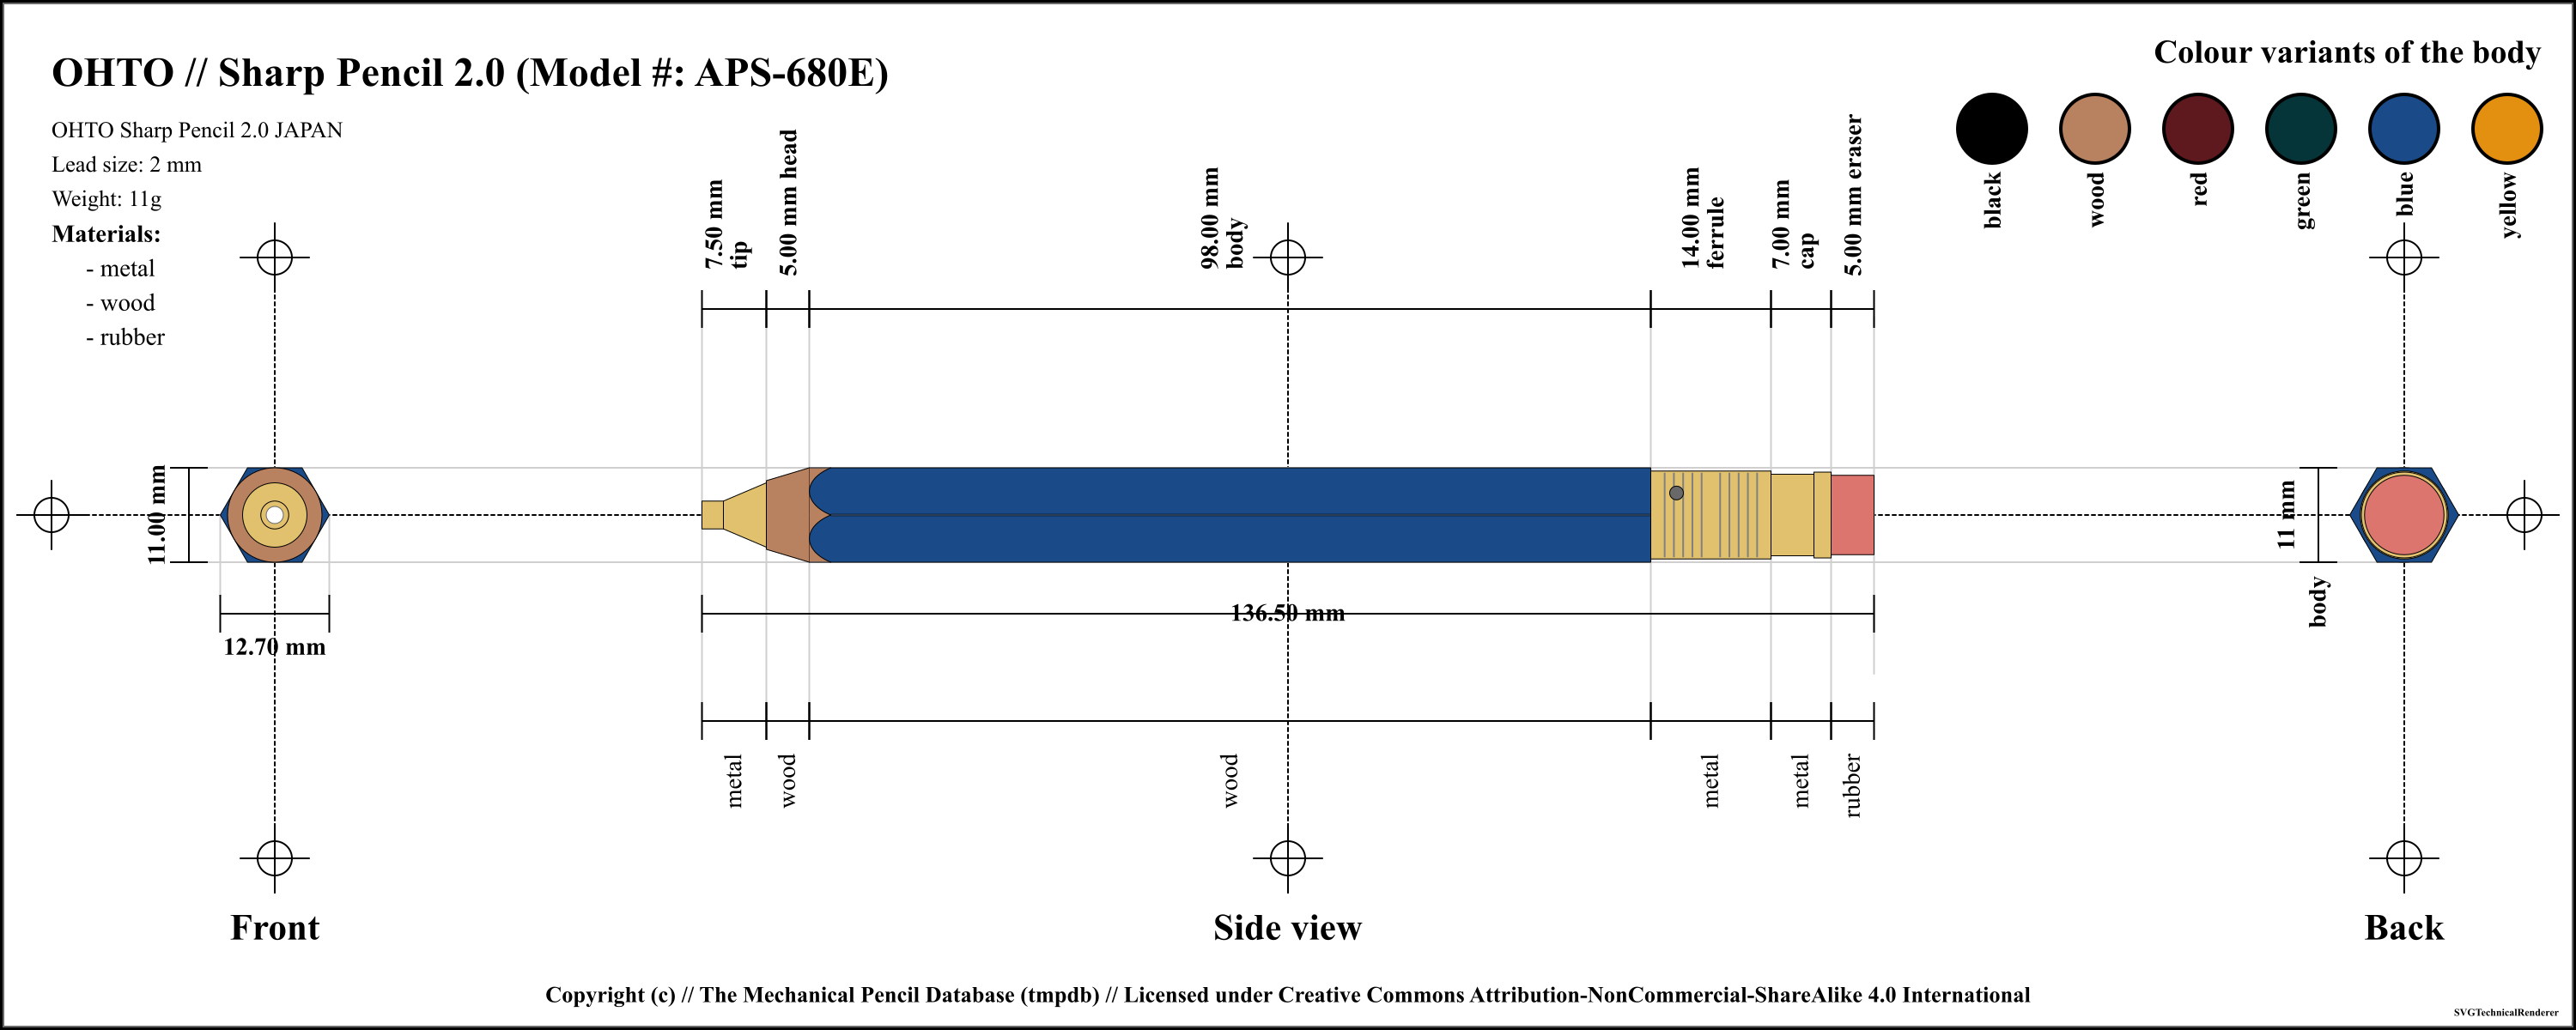 OHTO // Sharp Pencil 2.0 (Model #: APS-680E)
OHTO Sharp Pencil 2.0 JAPAN
Lead size: 2 mm
Weight: 11g
Materials:
- metal
- wood
- rubber
Colour variants of the body
black
wood
red
green
blue
yellow
7.50 mm
tip
5.00 mm head
98.00 mm
body
14.00 mm
ferrule
7.00 mm
cap
5.00 mm eraser
11.00 mm
12.70 mm
136.50 mm
11 mm
body
metal
wood
wood
metal
metal
rubber
Front
Side view
Back
Copyright (c) // The Mechanical Pencil Database (tmpdb) // Licensed under Creative Commons Attribution-NonCommercial-ShareAlike 4.0 International
SVGTechnicalRenderer